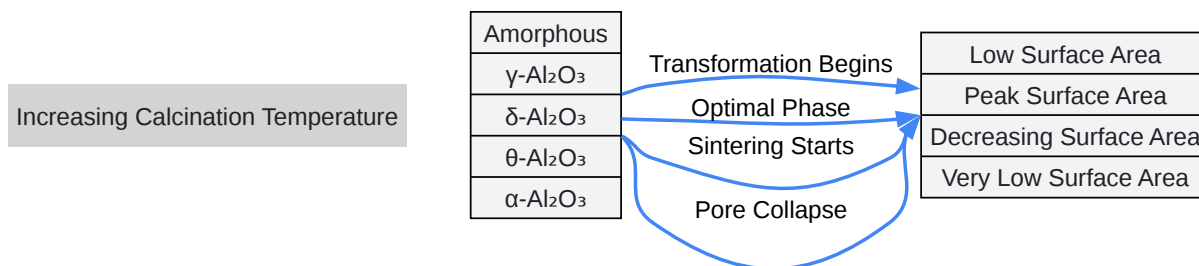 Increasing Calcination Temperature
Amorphous
γ-Al₂O₃
δ-Al₂O₃
θ-Al₂O₃
α-Al₂O₃
Transformation Begins
Optimal Phase
Sintering Starts
Pore Collapse
Low Surface Area
Peak Surface Area
Decreasing Surface Area
Very Low Surface Area